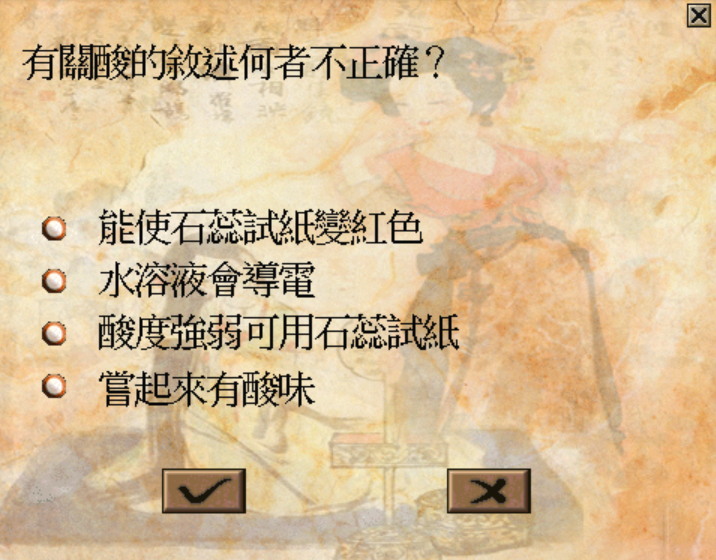 有關酸的敘述何者不正確？
能使石蕊試紙變紅色
水溶液會導電
酸度強弱可用石蕊試紙
嘗起來有酸味